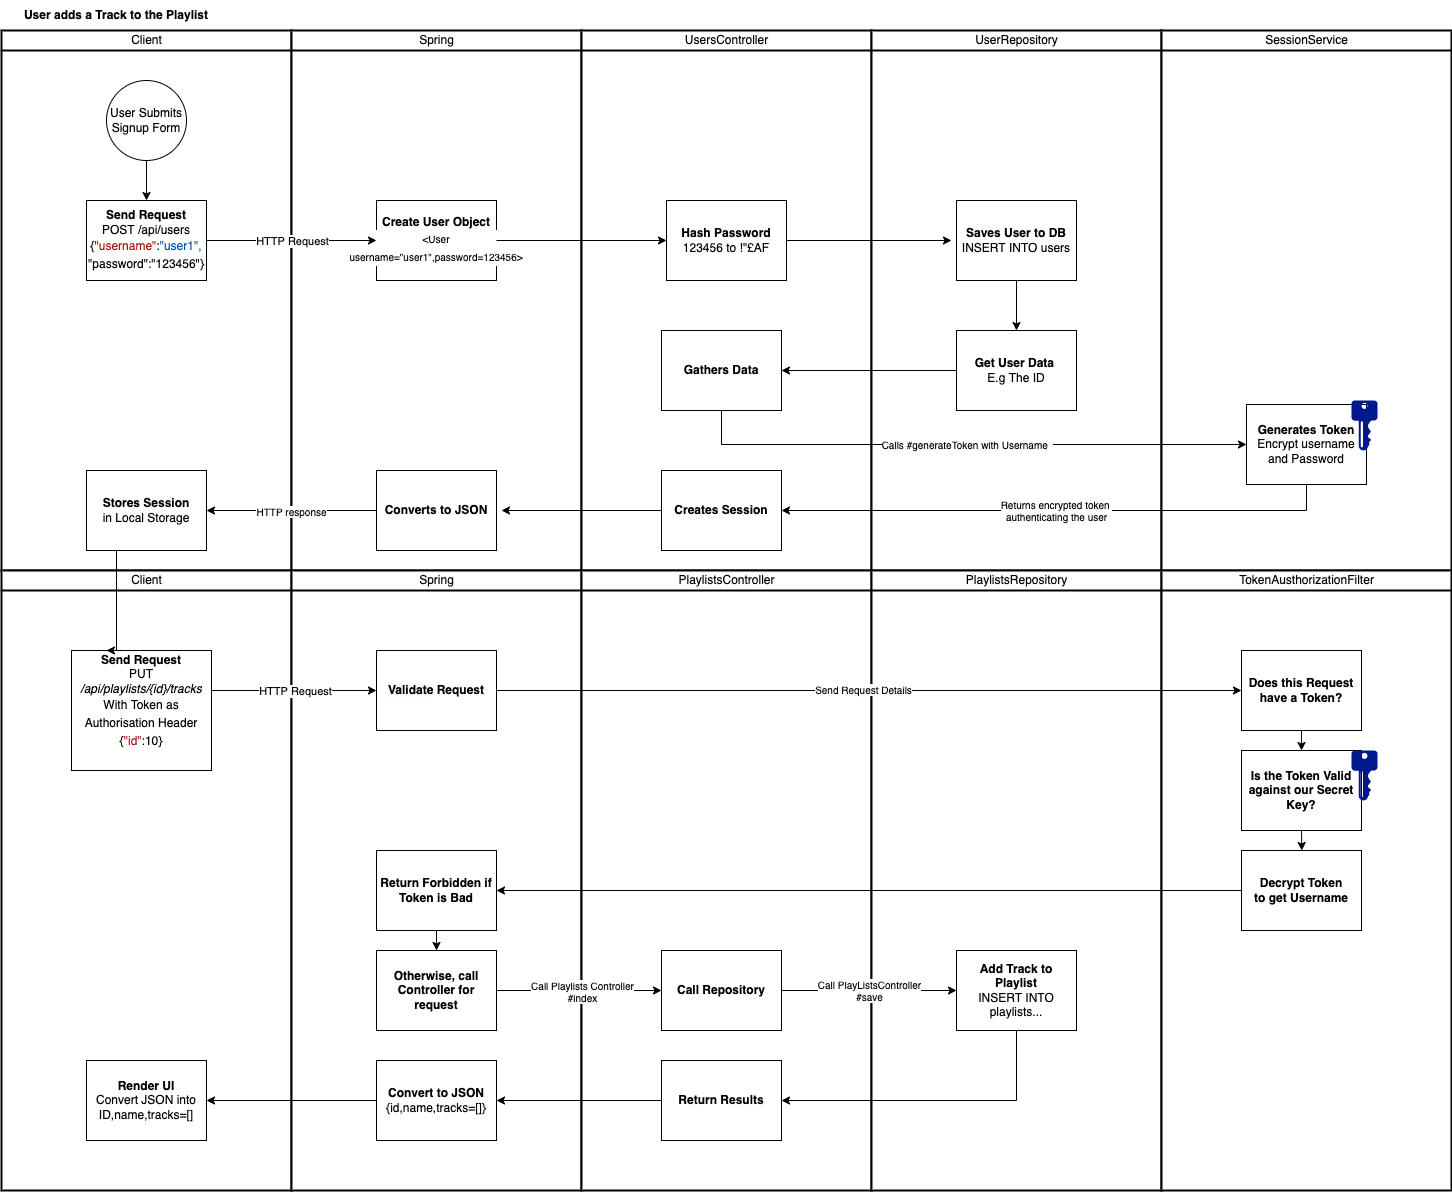 User adds a Track to the Playlist
Client
Spring
UsersController
UserRepository
SessionService
User Submits
Signup Form
Send Request
POST /api/users
{"username":"user1",
"password":"123456"}
HTTP Request
Create User Object
<User
username="user1",password=123456>
Hash Password
123456 to !"£AF
Saves User to DB
INSERT INTO users
Gathers Data
Get User Data
E.g The ID
Calls #generateToken with Username
Generates Token
Encrypt username
and Password
Stores Session
in Local Storage
HTTP response
Converts to JSON
Creates Session
Returns encrypted token
authenticating the user
Client
Spring
PlaylistsController
PlaylistsRepository
TokenAusthorizationFilter
Send Request
PUT
/api/playlists/{id}/tracks
With Token as
Authorisation Header
{"id":10}
HTTP Request
Validate Request
Send Request Details
Does this Request
have a Token?
Is the Token Valid
against our Secret
Key?
Return Forbidden if
Token is Bad
Decrypt Token
to get Username
Otherwise, call
Controller for
request
Call Playlists Controller
#index
Call Repository
Call PlayListsController
#save
Add Track to
Playlist
INSERT INTO
playlists...
Render UI
Convert JSON into
ID,name,tracks=[]
Convert to JSON
{id,name,tracks=[]}
Return Results